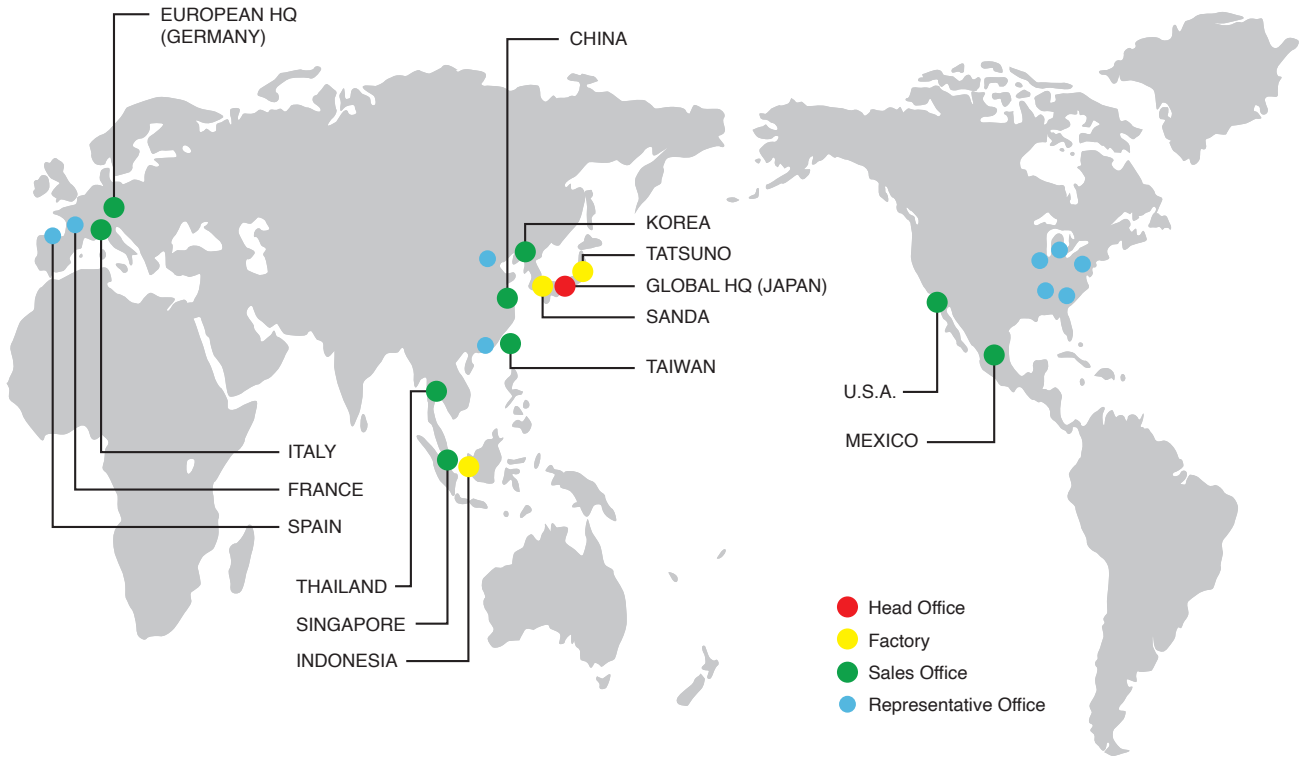 EUROPEAN HQ
(GERMANY)
CHINA
KOREA
TATSUNO
GLOBAL HQ (JAPAN)
SANDA
TAIWAN
U.S.A.
MEXICO
ITALY
FRANCE
SPAIN
THAILAND
SINGAPORE
INDONESIA
Head Office
Factory
Sales Office
Representative Office